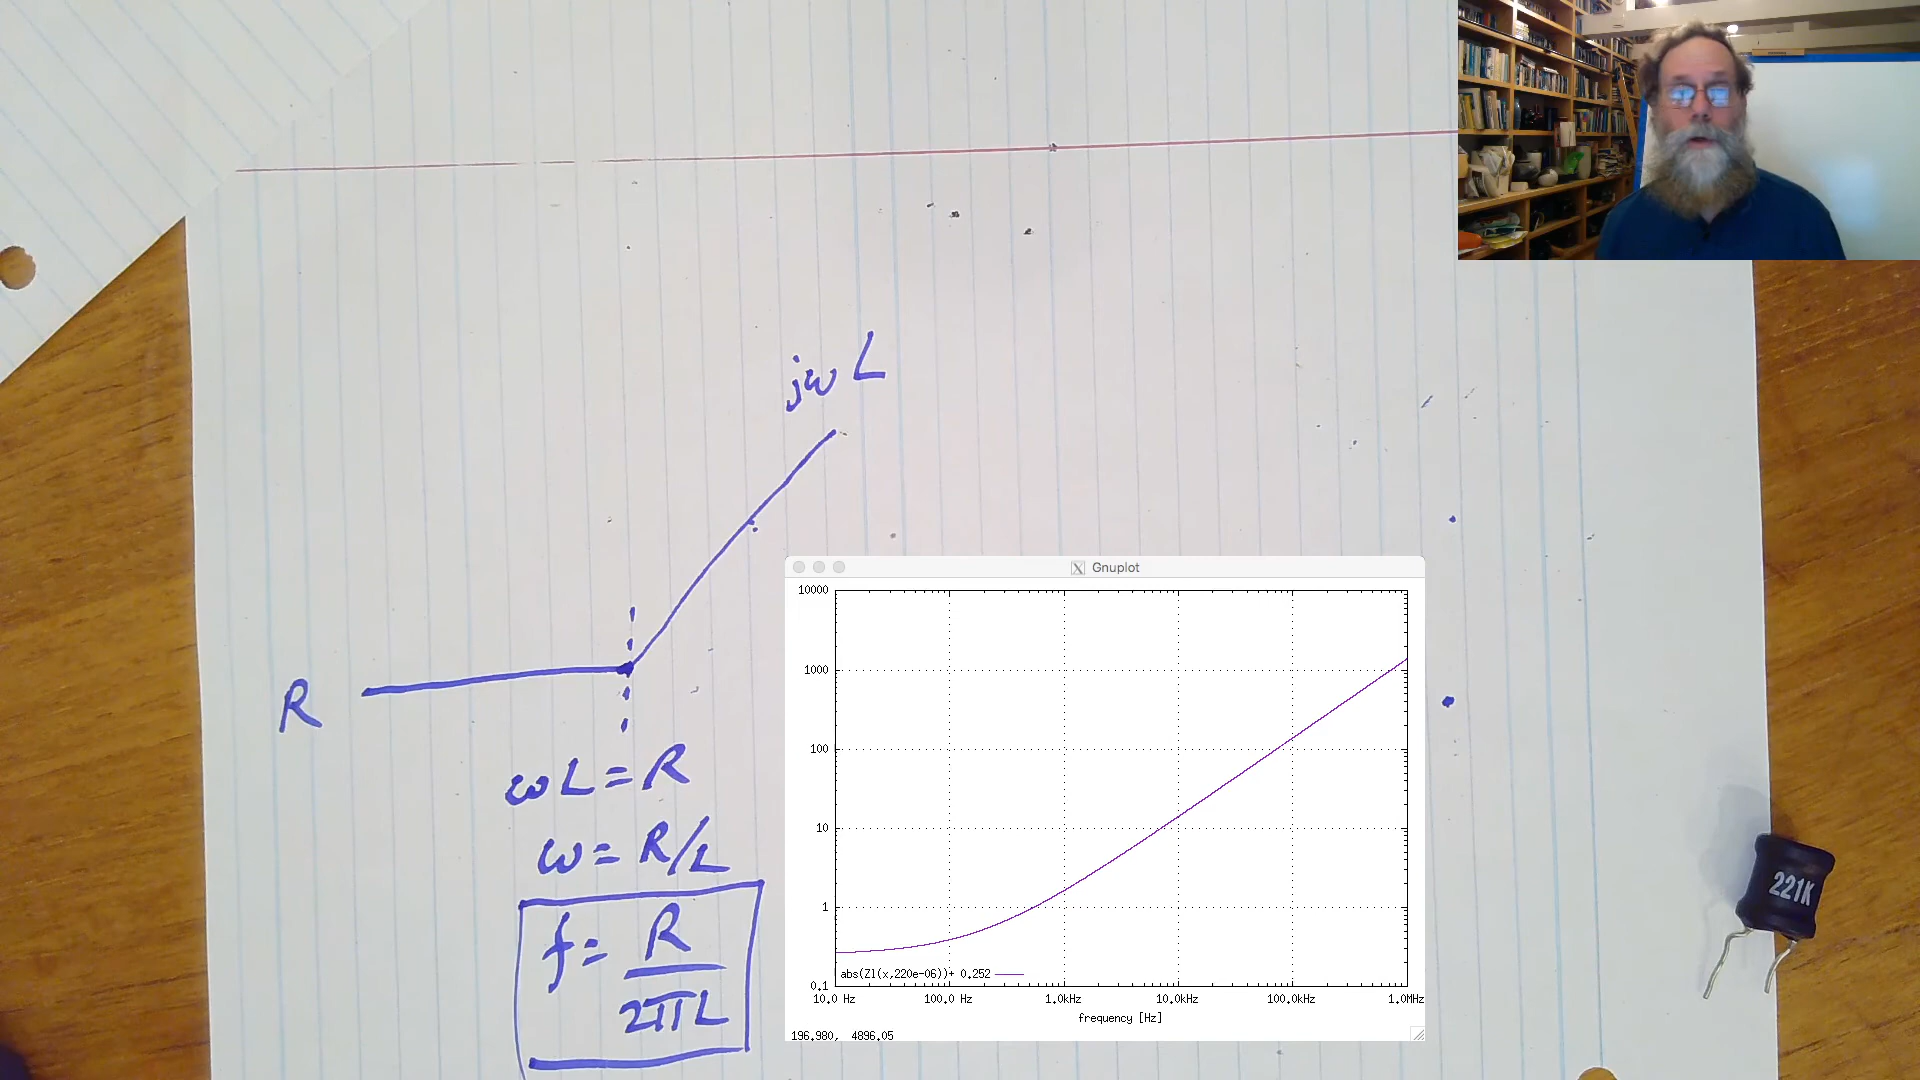 jωL
R
ωL = R
ω = R/L
f = R
2πL
Gnuplot
10000
1000
100
10
1
0.1
abs(Zl(x,220e-06))+ 0.252
10.0 Hz 100.0 Hz 1.0kHz 10.0kHz 100.0kHz 1.0MHz
frequency [Hz]
196.980, 4896.05
221K